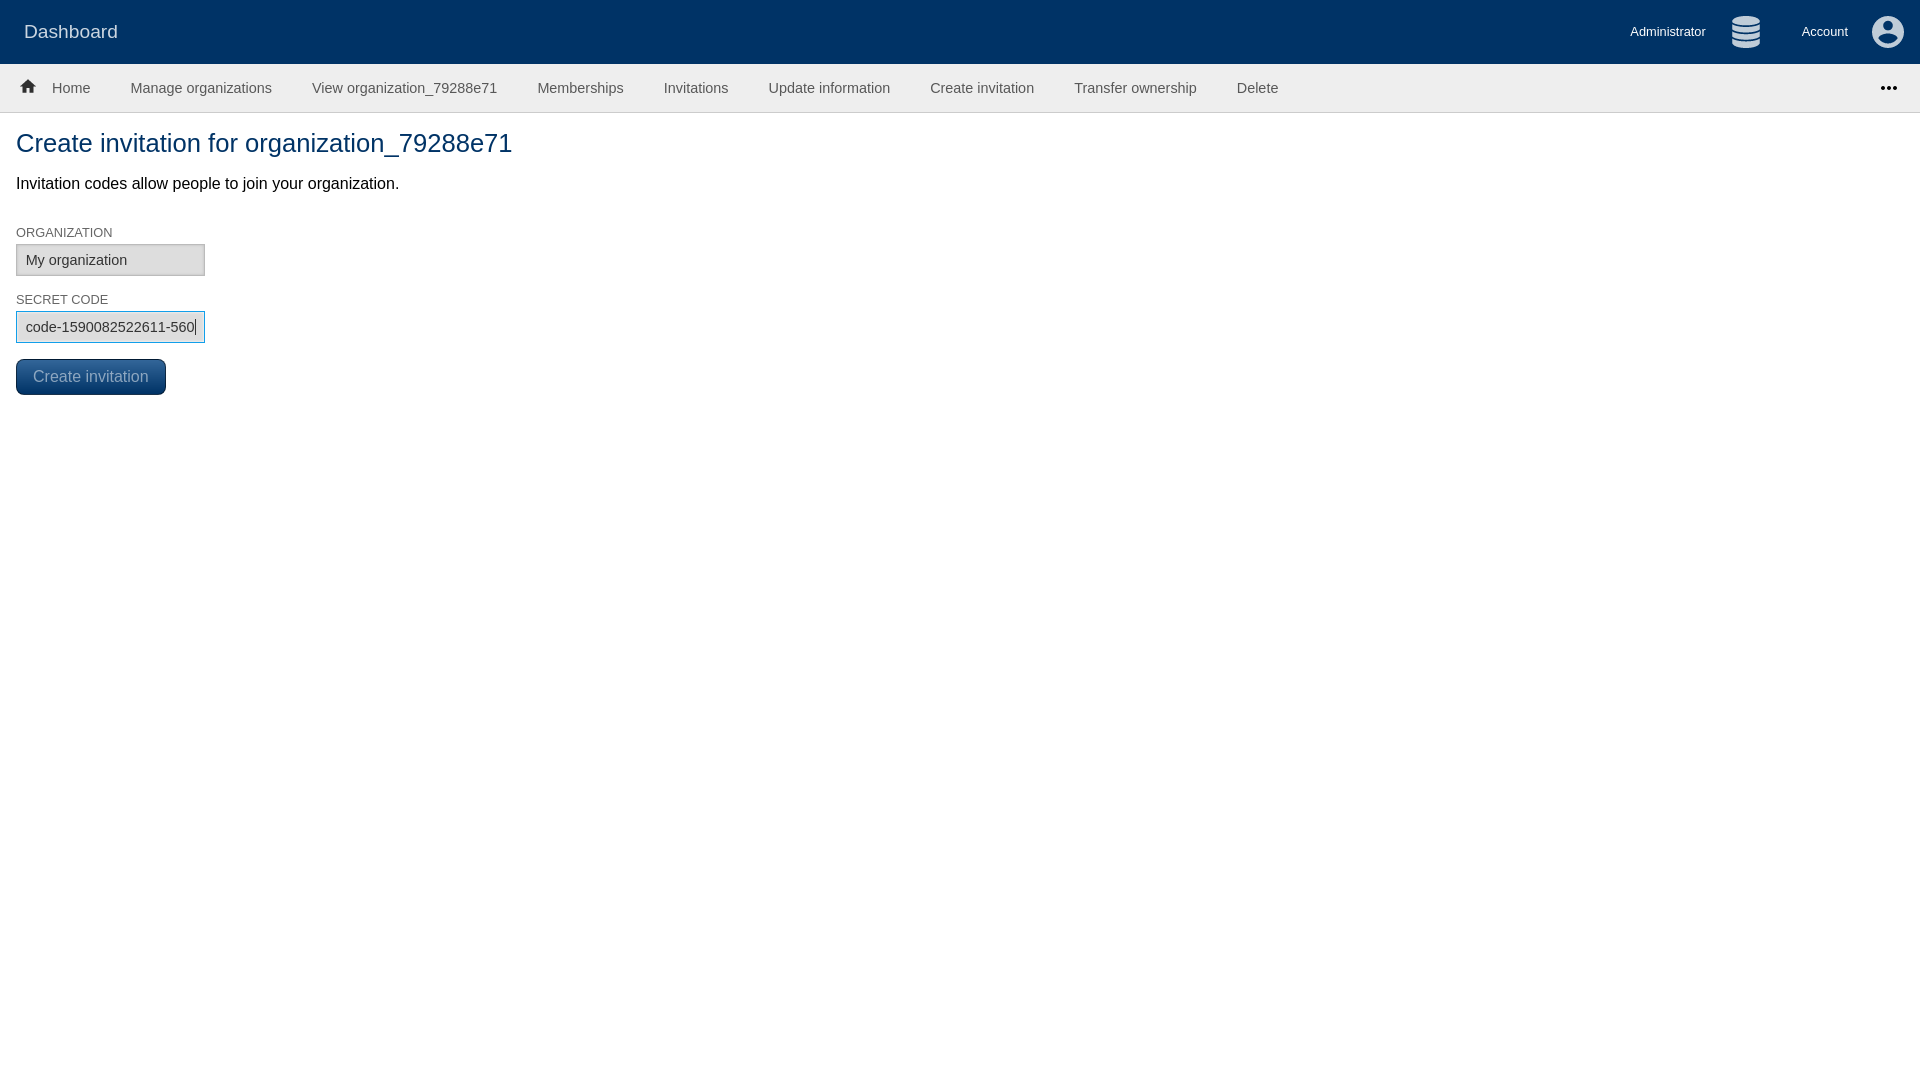 Dashboard
Administrator
Account
Home
Manage organizations
View organization_79288e71
Memberships
Invitations
Update information
Create invitation
Transfer ownership
Delete
Create invitation for organization_79288e71
Invitation codes allow people to join your organization.
ORGANIZATION
My organization
SECRET CODE
code-1590082522611-560
Create invitation